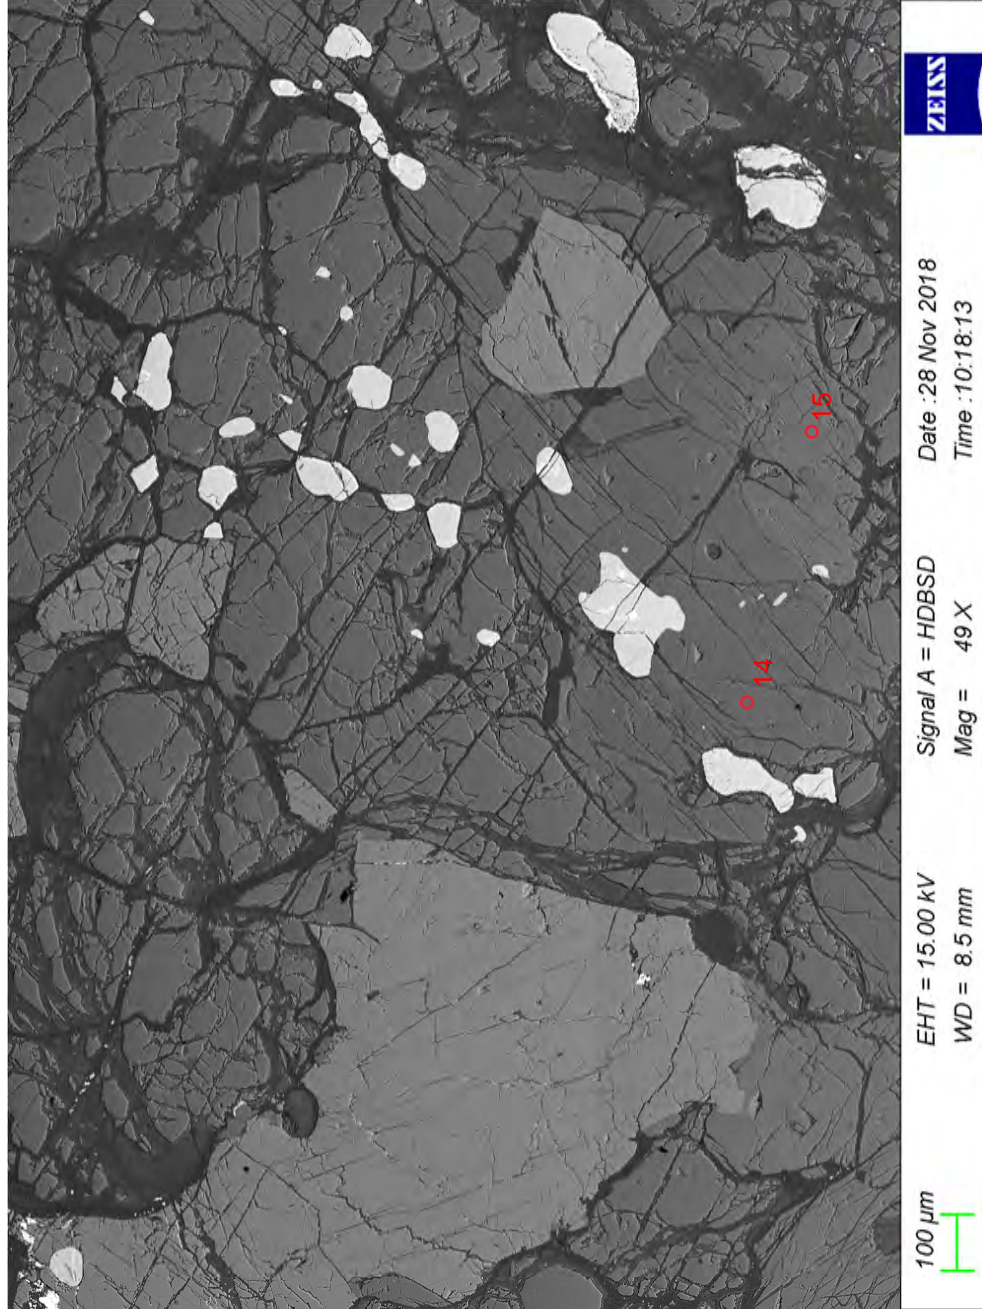 14
15
100 µm
EHT = 15.00 kV
Signal A = HDBSD
Date :28 Nov 2018
WD = 8.5 mm
Mag = 49 X
Time :10:18:13
ZEISS